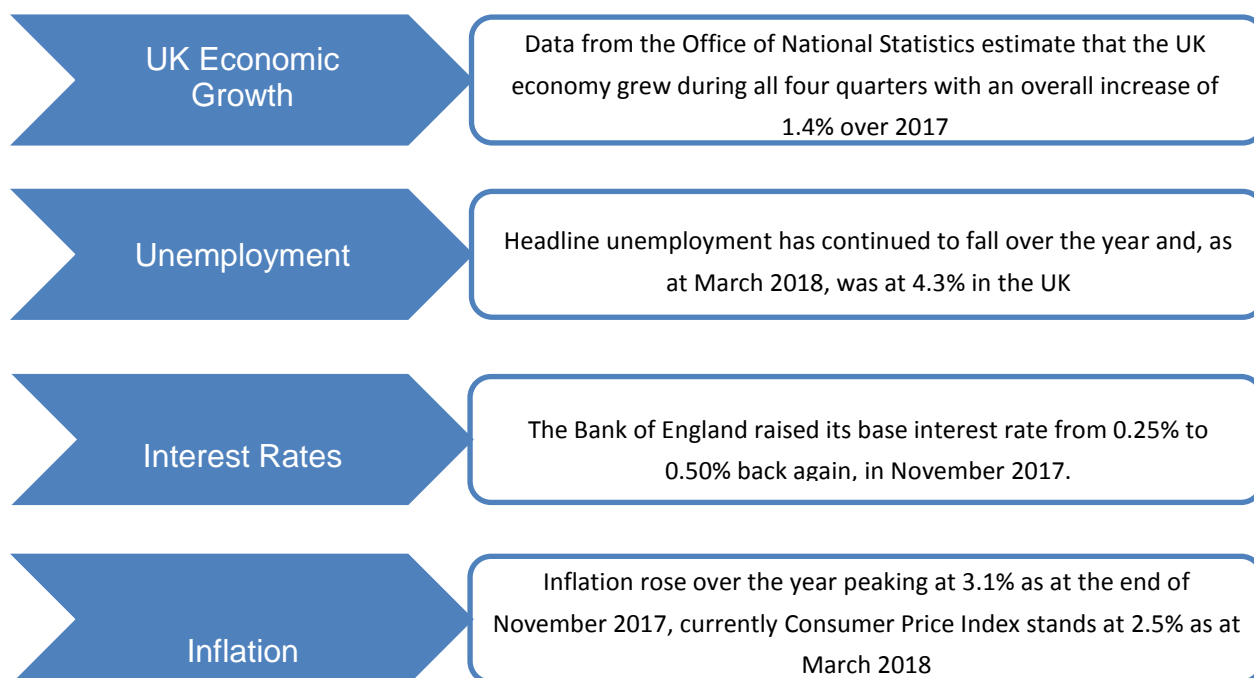 UK Economic
Growth
Data from the Office of National Statistics estimate that the UK
economy grew during all four quarters with an overall increase of
1.4% over 2017
Unemployment
Headline unemployment has continued to fall over the year and, as
at March 2018, was at 4.3% in the UK
Interest Rates
The Bank of England raised its base interest rate from 0.25% to
0.50% back again, in November 2017.
Inflation
Inflation rose over the year peaking at 3.1% as at the end of
November 2017, currently Consumer Price Index stands at 2.5% as at
March 2018